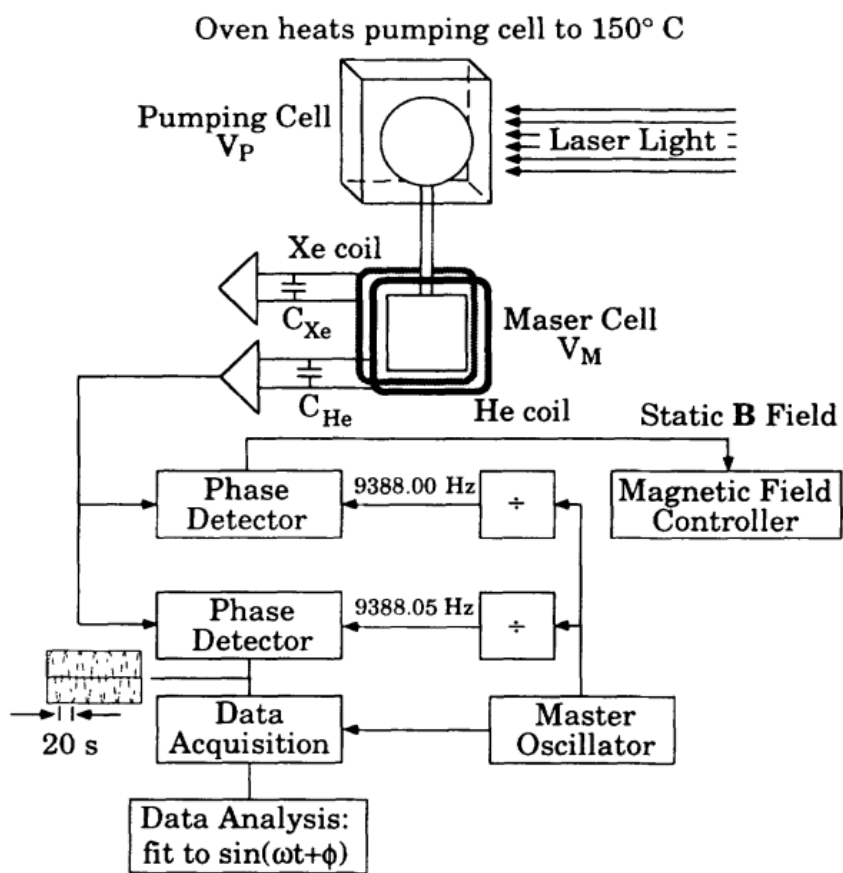 Oven heats pumping cell to 150° C
Pumping Cell
V_P
Laser Light
Xe coil
C_Xe
Maser Cell
V_M
C_He
He coil
Static B Field
Phase
Detector
9388.00 Hz
÷
Magnetic Field
Controller
Phase
Detector
9388.05 Hz
÷
20 s
Data
Acquisition
Master
Oscillator
Data Analysis:
fit to sin(ωt+ϕ)